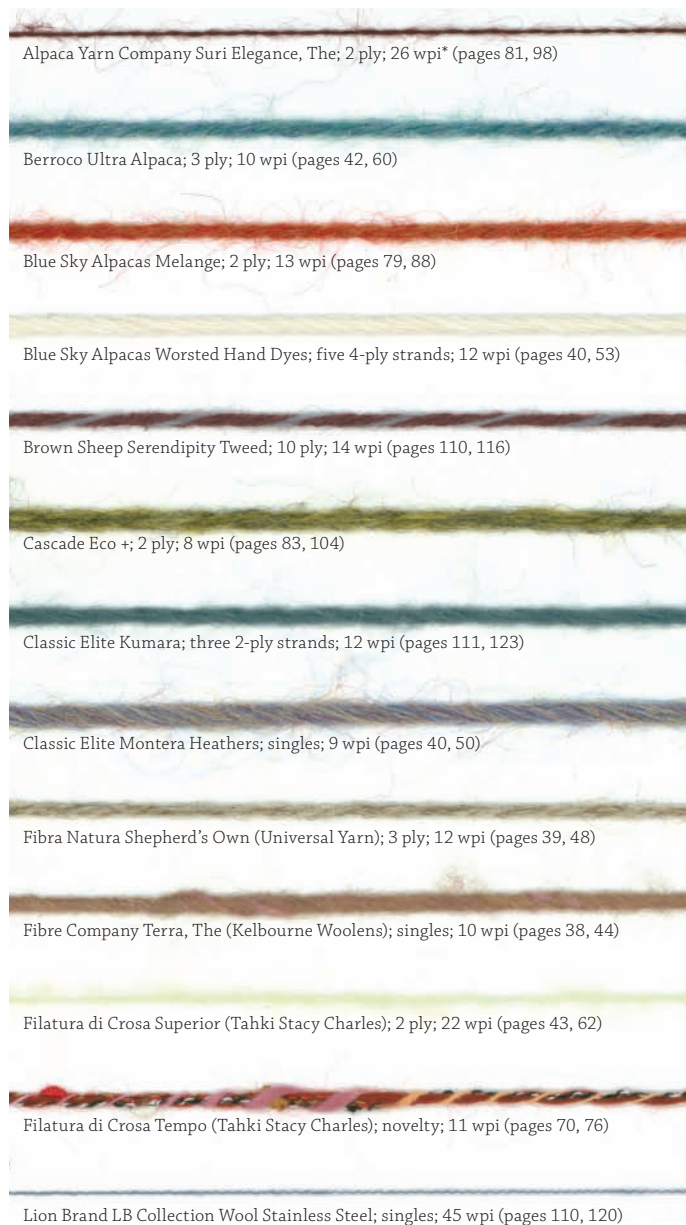 Alpaca Yarn Company Suri Elegance, The; 2 ply; 26 wpi* (pages 81, 98)
Berroco Ultra Alpaca; 3 ply; 10 wpi (pages 42, 60)
Blue Sky Alpacas Melange; 2 ply; 13 wpi (pages 79, 88)
Blue Sky Alpacas Worsted Hand Dyes; five 4-ply strands; 12 wpi (pages 40, 53)
Brown Sheep Serendipity Tweed; 10 ply; 14 wpi (pages 110, 116)
Cascade Eco +; 2 ply; 8 wpi (pages 83, 104)
Classic Elite Kumara; three 2-ply strands; 12 wpi (pages 111, 123)
Classic Elite Montera Heathers; singles; 9 wpi (pages 40, 50)
Fibra Natura Shepherd’s Own (Universal Yarn); 3 ply; 12 wpi (pages 39, 48)
Fibre Company Terra, The (Kelbourne Woolens); singles; 10 wpi (pages 38, 44)
Filatura di Crosa Superior (Tahki Stacy Charles); 2 ply; 22 wpi (pages 43, 62)
Filatura di Crosa Tempo (Tahki Stacy Charles); novelty; 11 wpi (pages 70, 76)
Lion Brand LB Collection Wool Stainless Steel; singles; 45 wpi (pages 110, 120)